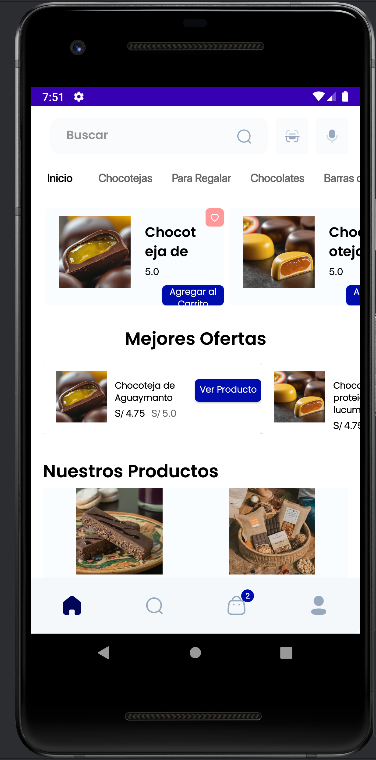 7:51
Buscar
Inicio Chocotejas Para Regalar Chocolates Barras
Chocot
eja de
5.0
Agregar al
Carrito
Choc
otej
5.0
A
Mejores Ofertas
Chocoteja de
Aguaymanto
S/ 4.75 S/ 5.0
Ver Producto
Choco
protei
lucum
S/ 4.75
Nuestros Productos
2